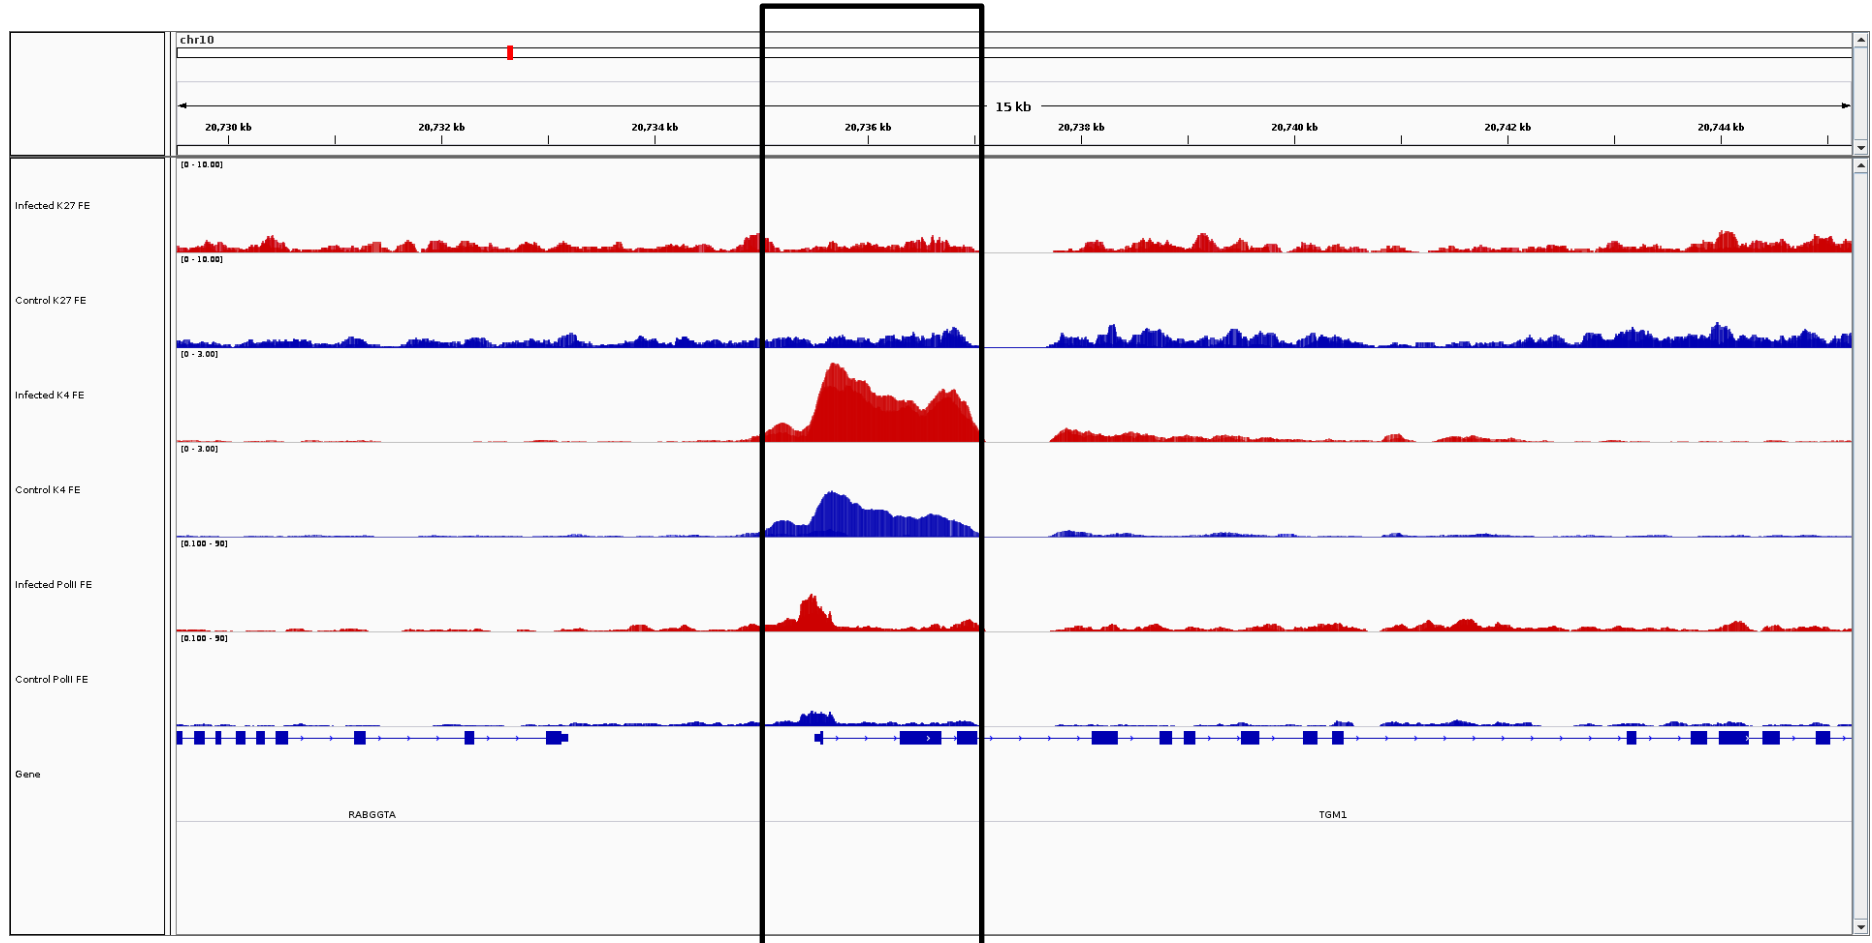 chr10
15 kb
20,730 kb 20,732 kb 20,734 kb 20,736 kb 20,738 kb 20,740 kb 20,742 kb 20,744 kb
[0 - 10.00]
Infected K27 FE
[0 - 10.00]
Control K27 FE
[0 - 3.00]
Infected K4 FE
[0 - 3.00]
Control K4 FE
[0.100 - 90]
Infected PolII FE
[0.100 - 90]
Control PolII FE
Gene
RABGGTA TGM1